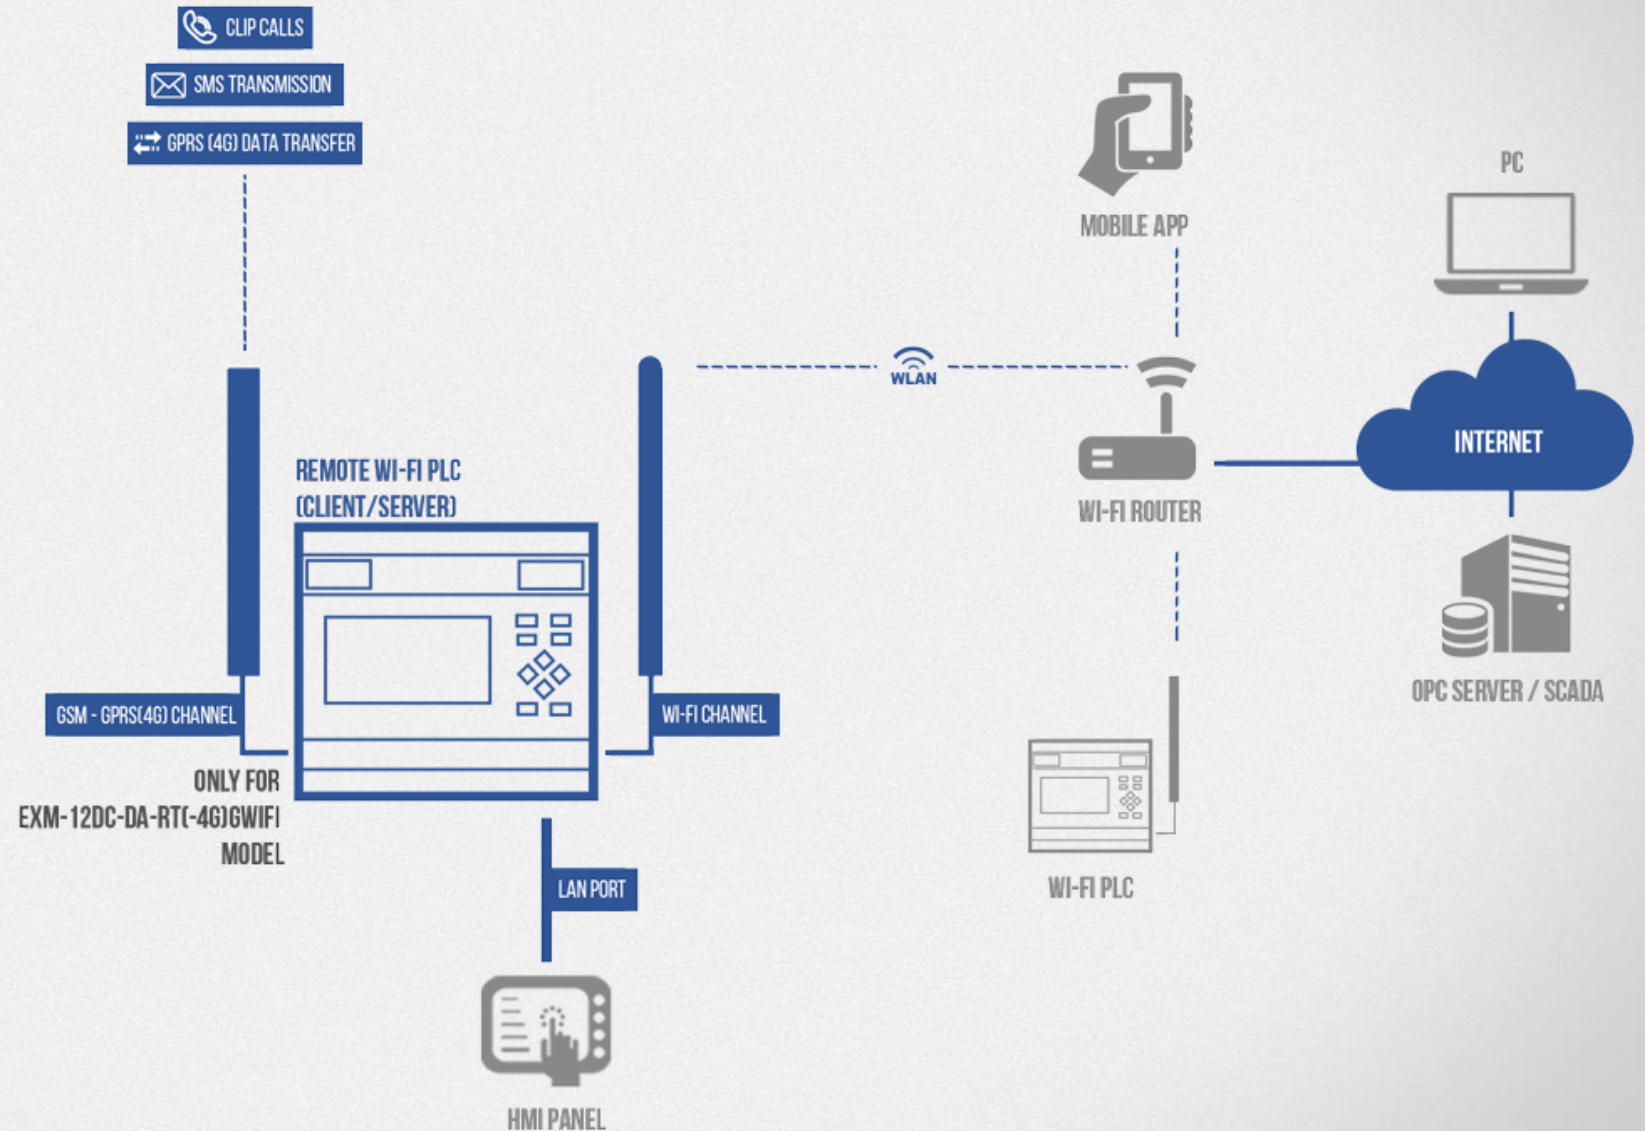 CLIP CALLS
SMS TRANSMISSION
GPRS (4G) DATA TRANSFER
MOBILE APP
PC
WLAN
INTERNET
REMOTE WI-FI PLC
(CLIENT/SERVER)
WI-FI ROUTER
OPC SERVER / SCADA
GSM - GPRS(4G) CHANNEL
WI-FI CHANNEL
ONLY FOR
EXM-12DC-DA-RT(-4G)GWIFI
MODEL
LAN PORT
WI-FI PLC
HMI PANEL